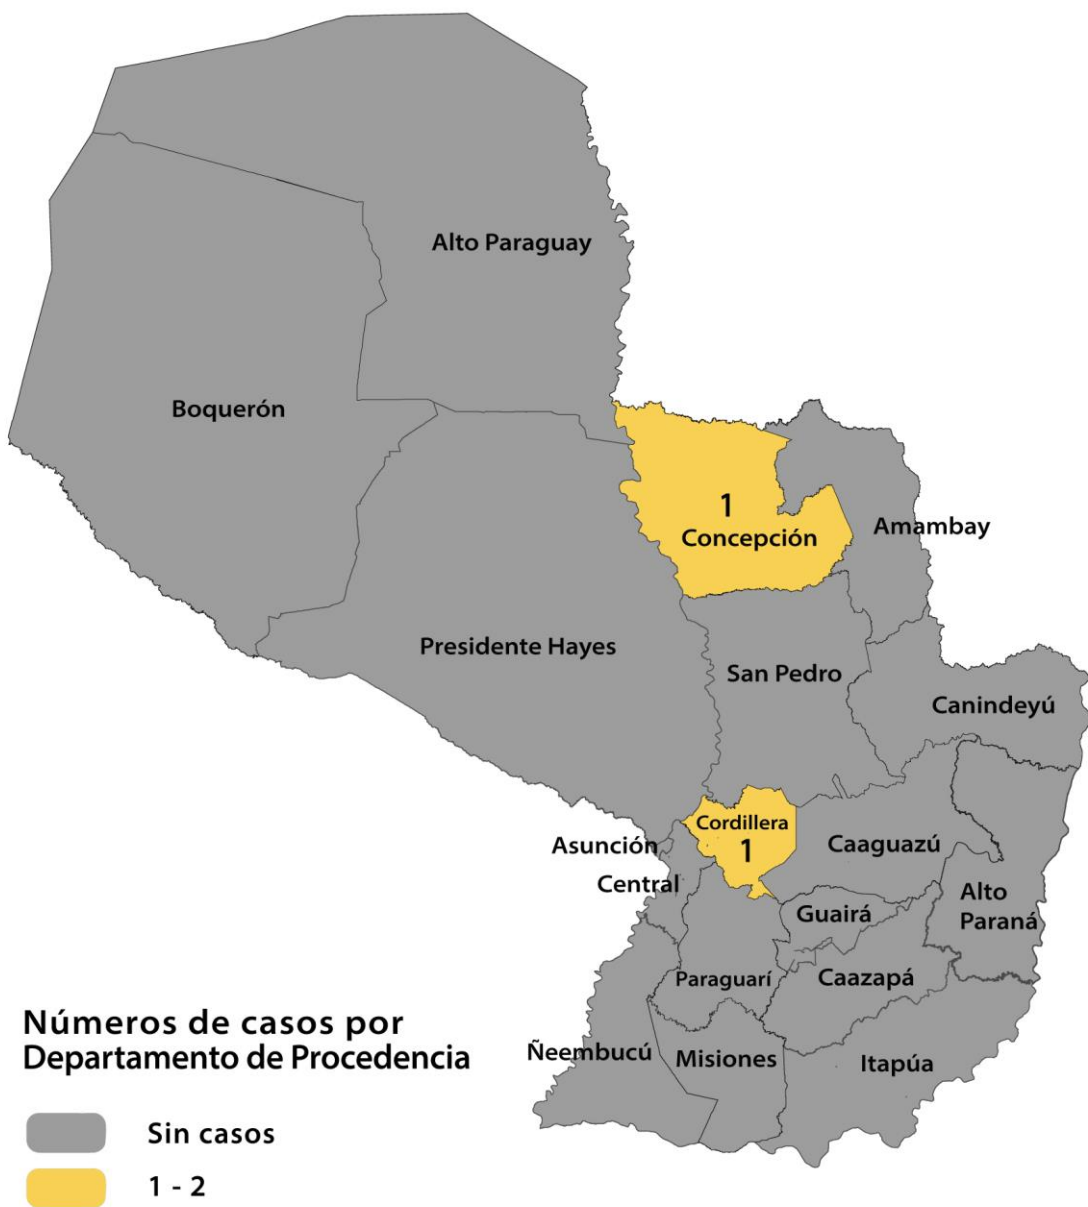 Alto Paraguay
Boquerón
1
Concepción
Amambay
Presidente Hayes
San Pedro
Canindeyú
Cordillera
1
Asunción
Caaguazú
Central
Alto
Paraná
Guairá
Paraguarí
Caazapá
Ñeembucú
Misiones
Itapúa
Números de casos por
Departamento de Procedencia
Sin casos
1 - 2